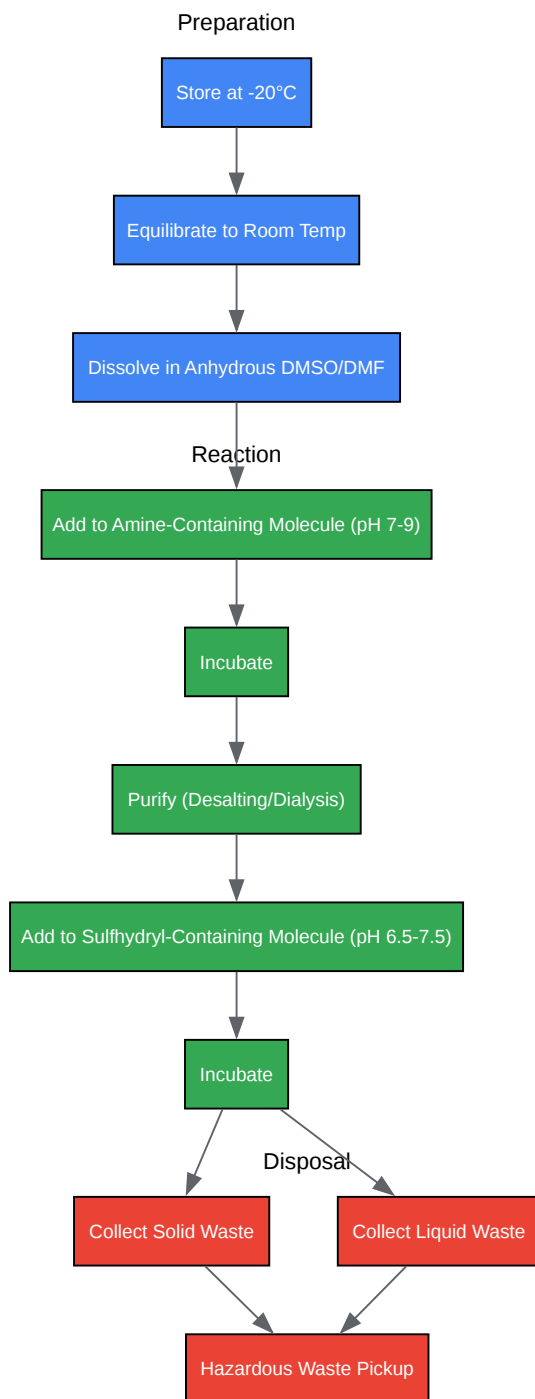 Preparation
Store at -20°C
Equilibrate to Room Temp
Dissolve in Anhydrous DMSO/DMF
Reaction
Add to Amine-Containing Molecule (pH 7-9)
Incubate
Purify (Desalting/Dialysis)
Add to Sulfhydryl-Containing Molecule (pH 6.5-7.5)
Incubate
Disposal
Collect Solid Waste
Collect Liquid Waste
Hazardous Waste Pickup